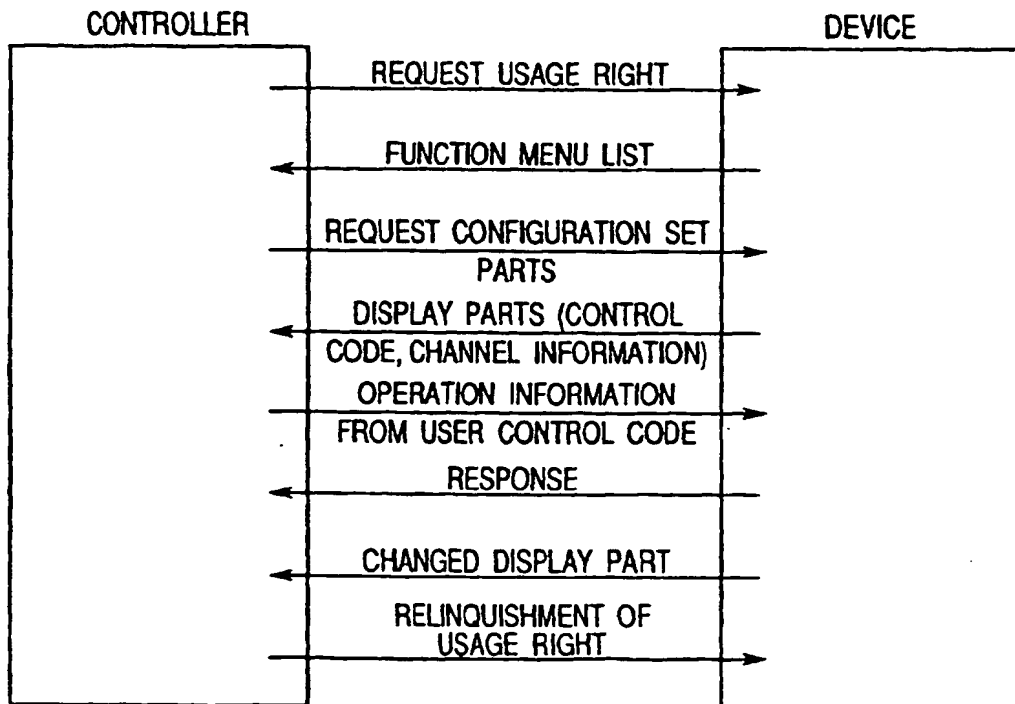 CONTROLLER
DEVICE
REQUEST USAGE RIGHT
FUNCTION MENU LIST
REQUEST CONFIGURATION SET
PARTS
DISPLAY PARTS (CONTROL
CODE, CHANNEL INFORMATION)
OPERATION INFORMATION
FROM USER CONTROL CODE
RESPONSE
CHANGED DISPLAY PART
RELINQUISHMENT OF
USAGE RIGHT